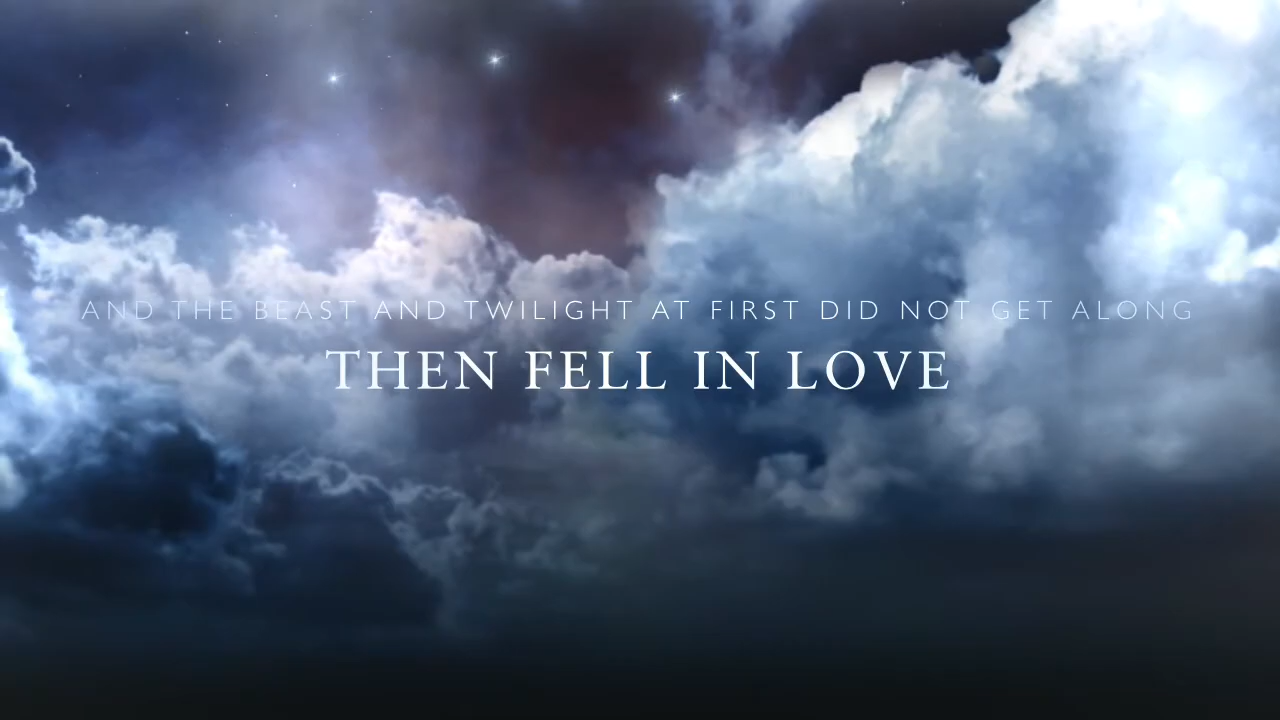 AND THE BEAST AND TWILIGHT AT FIRST DID NOT GET ALONG
THEN FELL IN LOVE